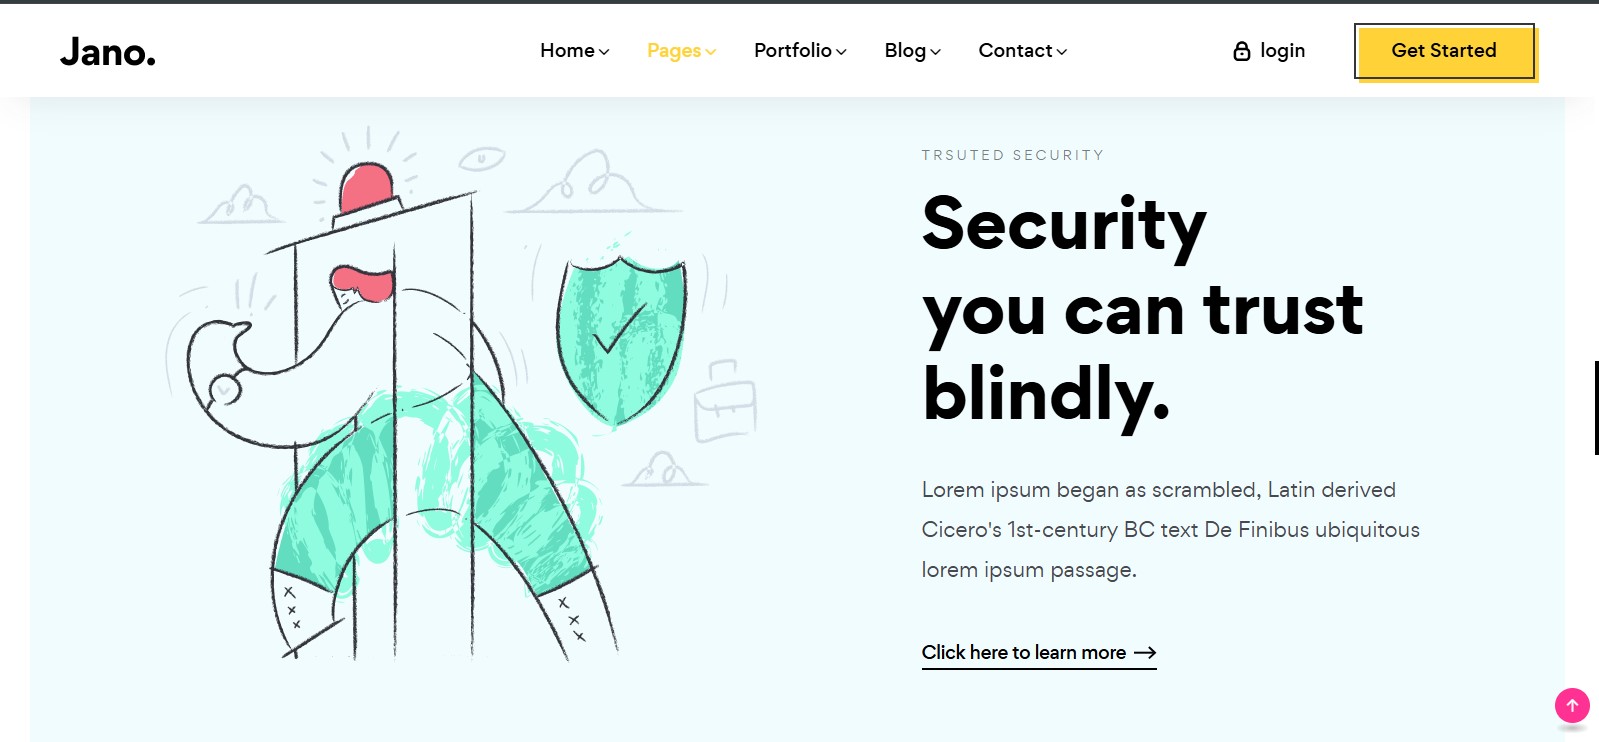 Jano.
Home Pages Portfolio Blog Contact login Get Started
TRSUTED SECURITY
Security
you can trust
blindly.
Lorem ipsum began as scrambled, Latin derived
Cicero's 1st-century BC text De Finibus ubiquitous
lorem ipsum passage.
Click here to learn more